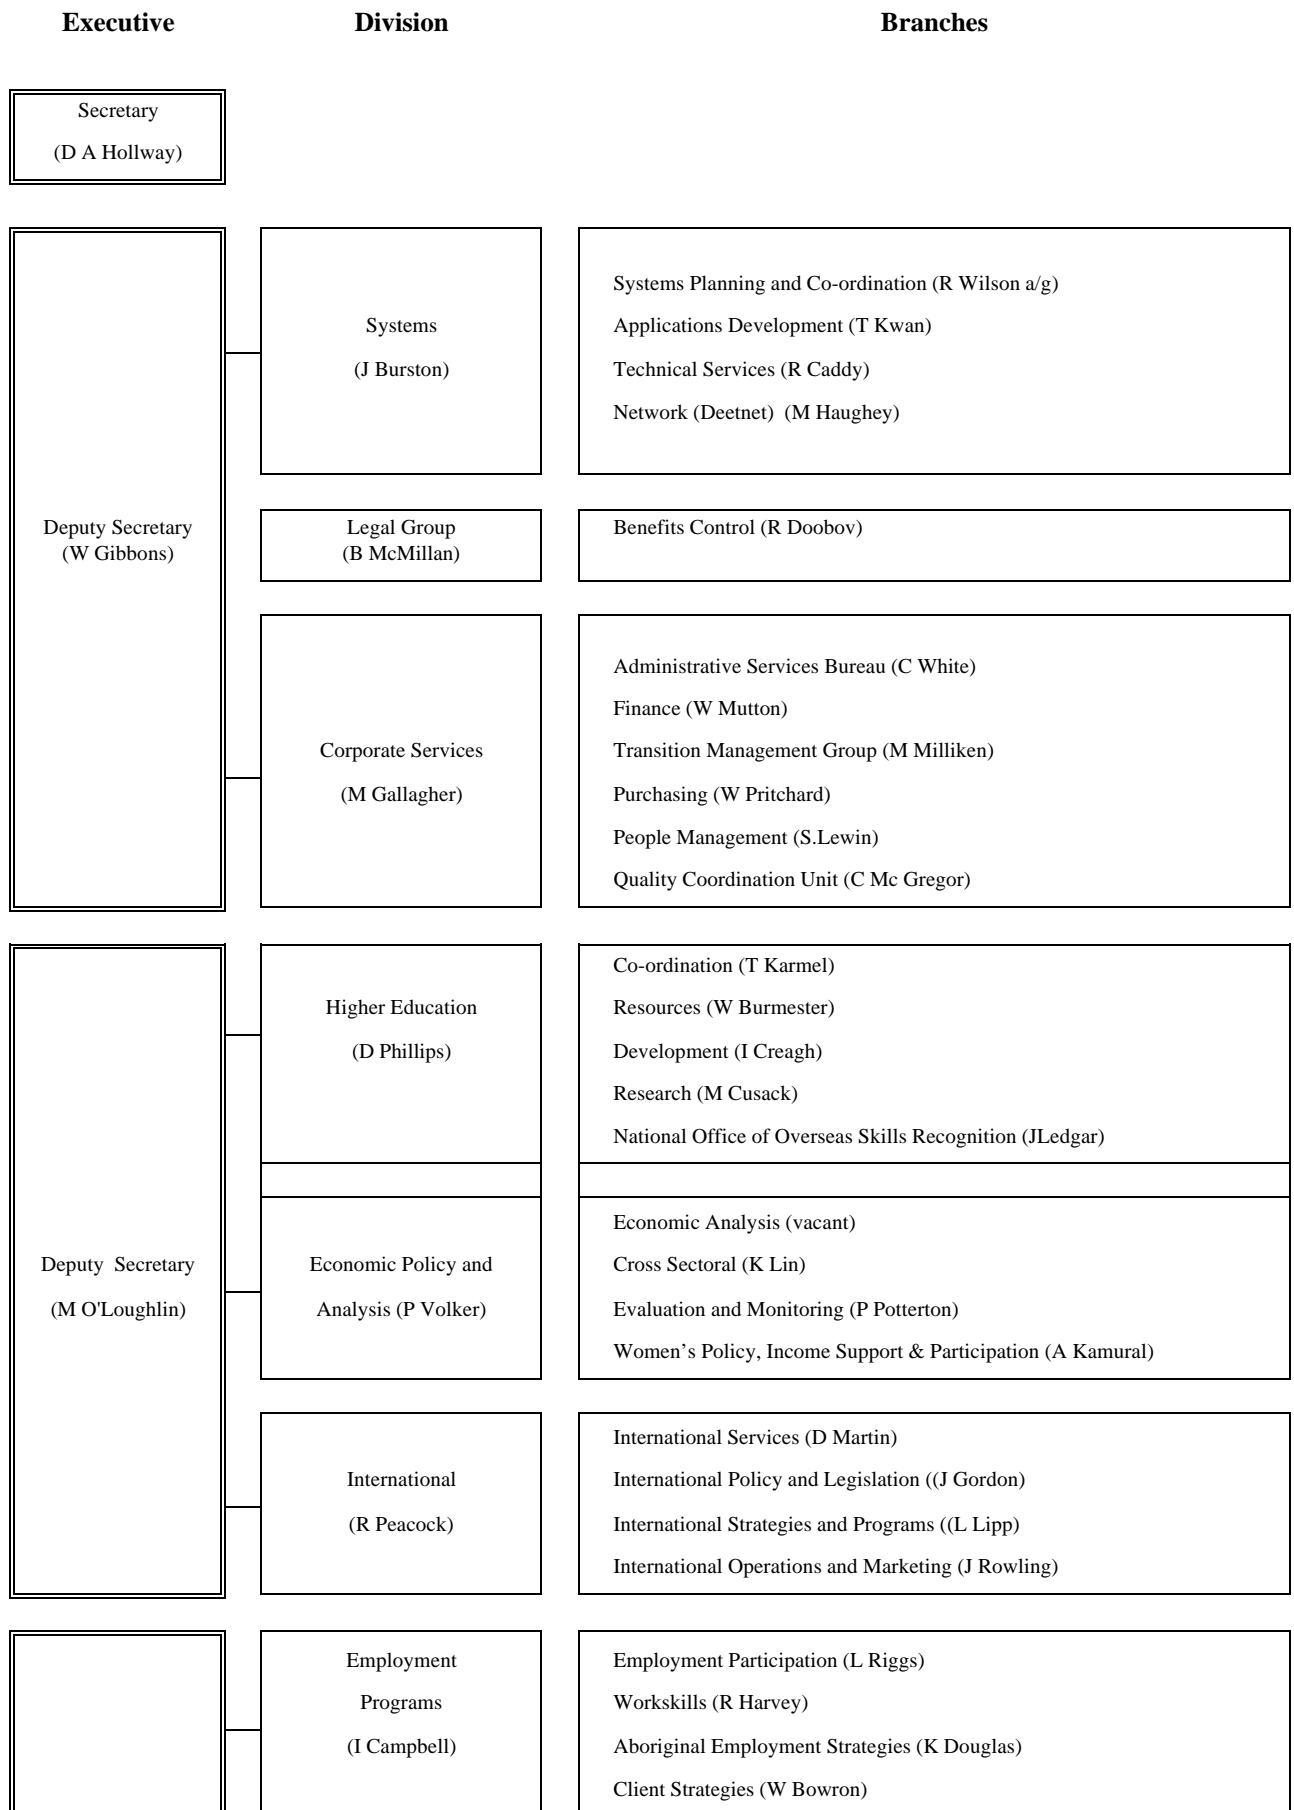 Executive Division Branches
Secretary
(D A Hollway)
Systems Planning and Co-ordination (R Wilson a/g)
Systems
Applications Development (T Kwan)
(J Burston)
Technical Services (R Caddy)
Network (Deetnet)  (M Haughey)
Deputy Secretary
(W Gibbons)
Legal Group
(B McMillan)
Benefits Control (R Doobov)
Administrative Services Bureau (C White)
Finance (W Mutton)
Corporate Services
Transition Management Group (M Milliken)
(M Gallagher)
Purchasing (W Pritchard)
People Management (S.Lewin)
Quality Coordination Unit (C Mc Gregor)
Co-ordination (T Karmel)
Higher Education
Resources (W Burmester)
(D Phillips)
Development (I Creagh)
Research (M Cusack)
National Office of Overseas Skills Recognition (JLedgar)
Economic Analysis (vacant)
Deputy  Secretary
Economic Policy and
Cross Sectoral (K Lin)
(M O'Loughlin)
Analysis (P Volker)
Evaluation and Monitoring (P Potterton)
Women’s Policy, Income Support & Participation (A Kamural)
International Services (D Martin)
International
International Policy and Legislation ((J Gordon)
(R Peacock)
International Strategies and Programs ((L Lipp)
International Operations and Marketing (J Rowling)
Employment
Employment Participation (L Riggs)
Programs
Workskills (R Harvey)
(I Campbell)
Aboriginal Employment Strategies (K Douglas)
Client Strategies (W Bowron)